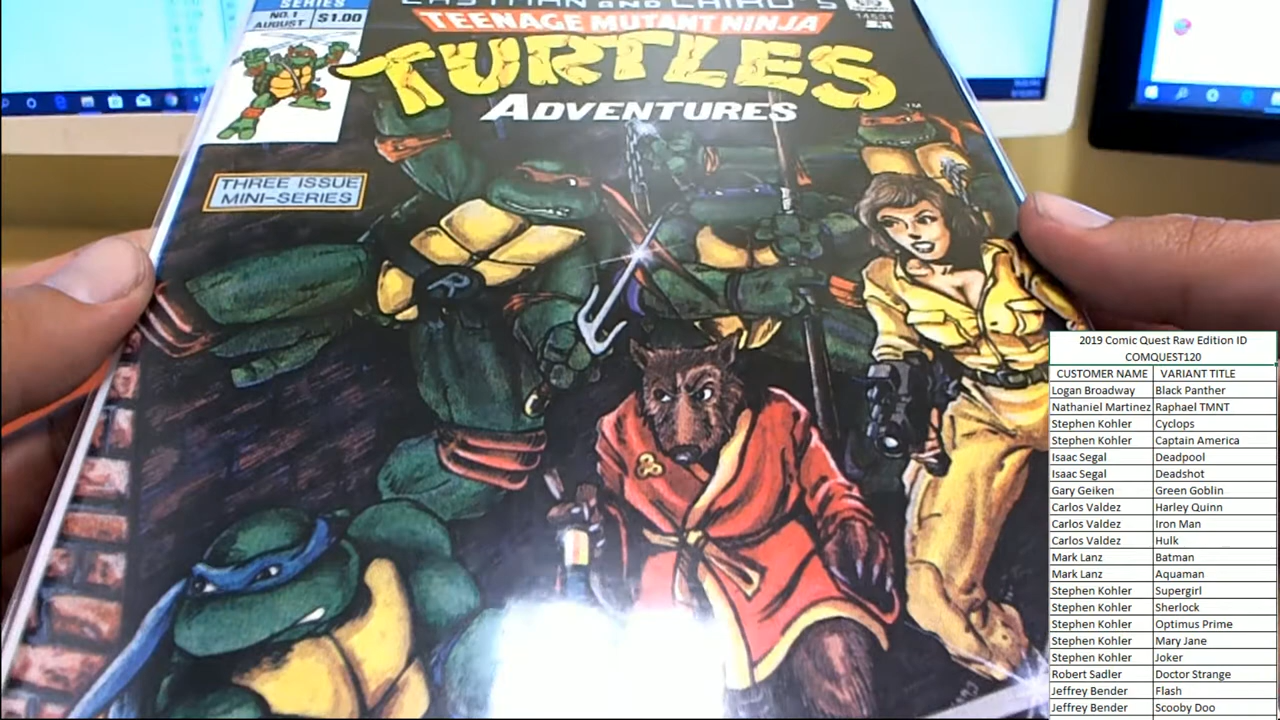 SERIES
NO.1
AUGUST
$1.00
EASTMAN AND LAIRD'S
TEENAGE MUTANT NINJA
TURTLES
ADVENTURES
TM
THREE ISSUE
MINI-SERIES
R
2019 Comic Quest Raw Edition ID
COMQUEST120
CUSTOMER NAME VARIANT TITLE
Logan Broadway Black Panther
Nathaniel Martinez Raphael TMNT
Stephen Kohler Cyclops
Stephen Kohler Captain America
Isaac Segal Deadpool
Isaac Segal Deadshot
Gary Geiken Green Goblin
Carlos Valdez Harley Quinn
Carlos Valdez Iron Man
Carlos Valdez Hulk
Mark Lanz Batman
Mark Lanz Aquaman
Stephen Kohler Supergirl
Stephen Kohler Sherlock
Stephen Kohler Optimus Prime
Stephen Kohler Mary Jane
Stephen Kohler Joker
Robert Sadler Doctor Strange
Jeffrey Bender Flash
Jeffrey Bender Scooby Doo